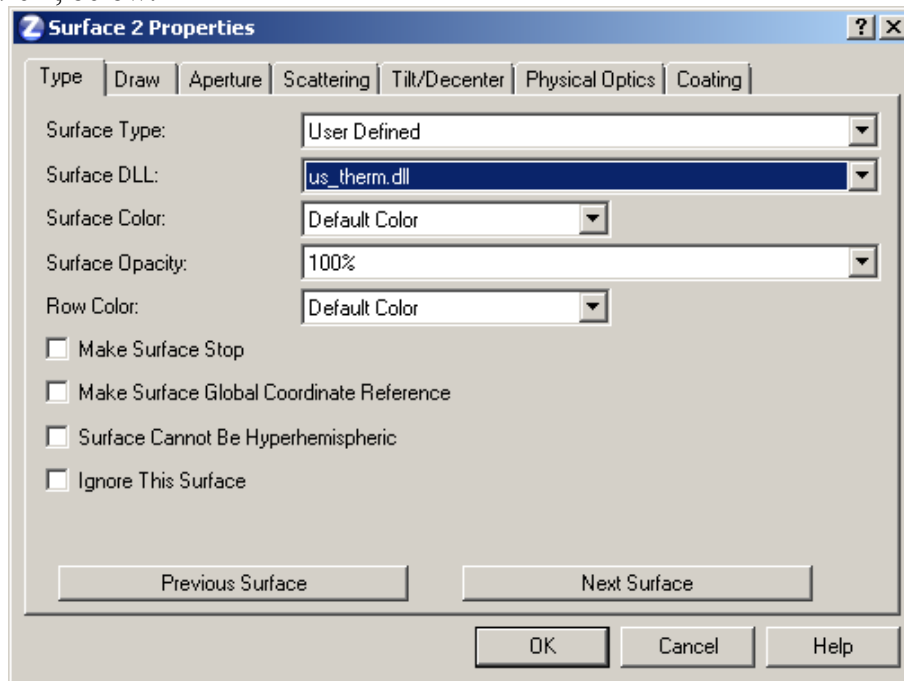 Surface 2 Properties
Type Draw Aperture Scattering Tilt/Decenter Physical Optics Coating
Surface Type: User Defined
Surface DLL: us_therm.dll
Surface Color: Default Color
Surface Opacity: 100%
Row Color: Default Color
Make Surface Stop
Make Surface Global Coordinate Reference
Surface Cannot Be Hyperhemispheric
Ignore This Surface
Previous Surface Next Surface
OK Cancel Help